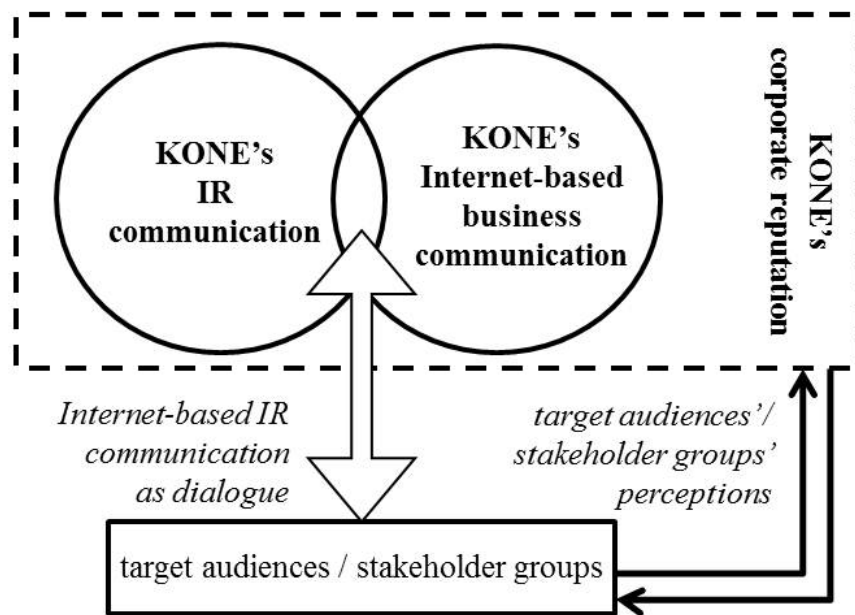 KONE's
IR
communication
KONE's
Internet-based
business
communication
KONE's
corporate reputation
Internet-based IR
communication
as dialogue
target audiences'/
stakeholder groups'
perceptions
target audiences / stakeholder groups